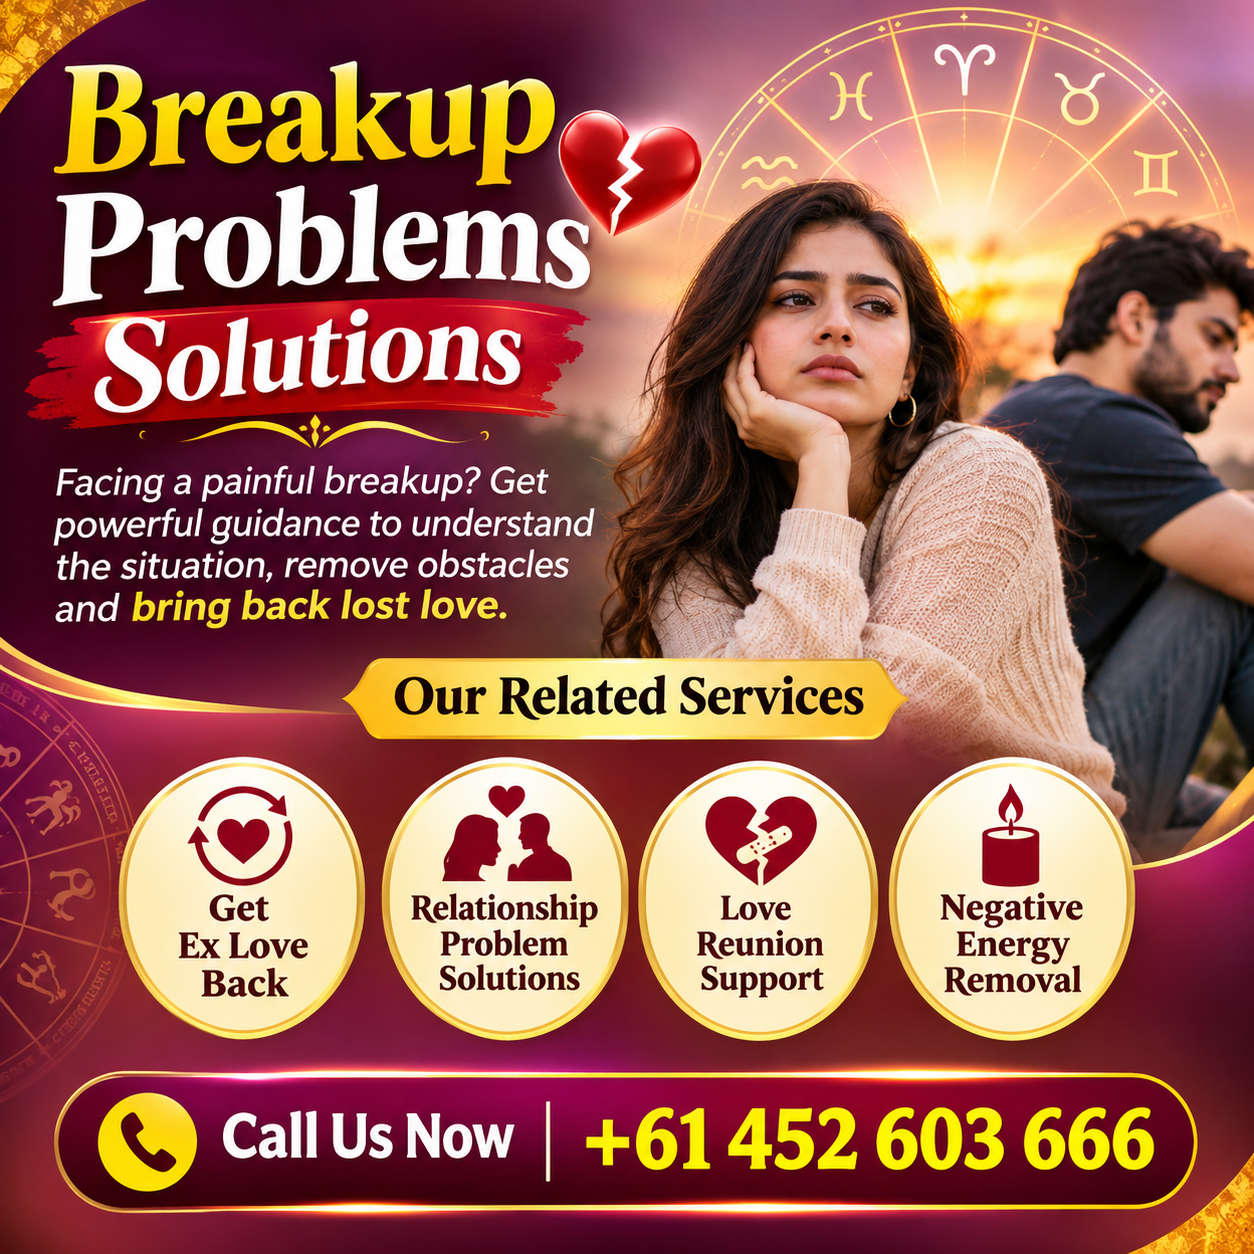 Breakup
Problems
Solutions
Facing a painful breakup? Get
powerful guidance to understand
the situation, remove obstacles
and bring back lost love.
Our Related Services
Get
Ex Love
Back
Relationship
Problem
Solutions
Love
Reunion
Support
Negative
Energy
Removal
Call Us Now
+61 452 603 666